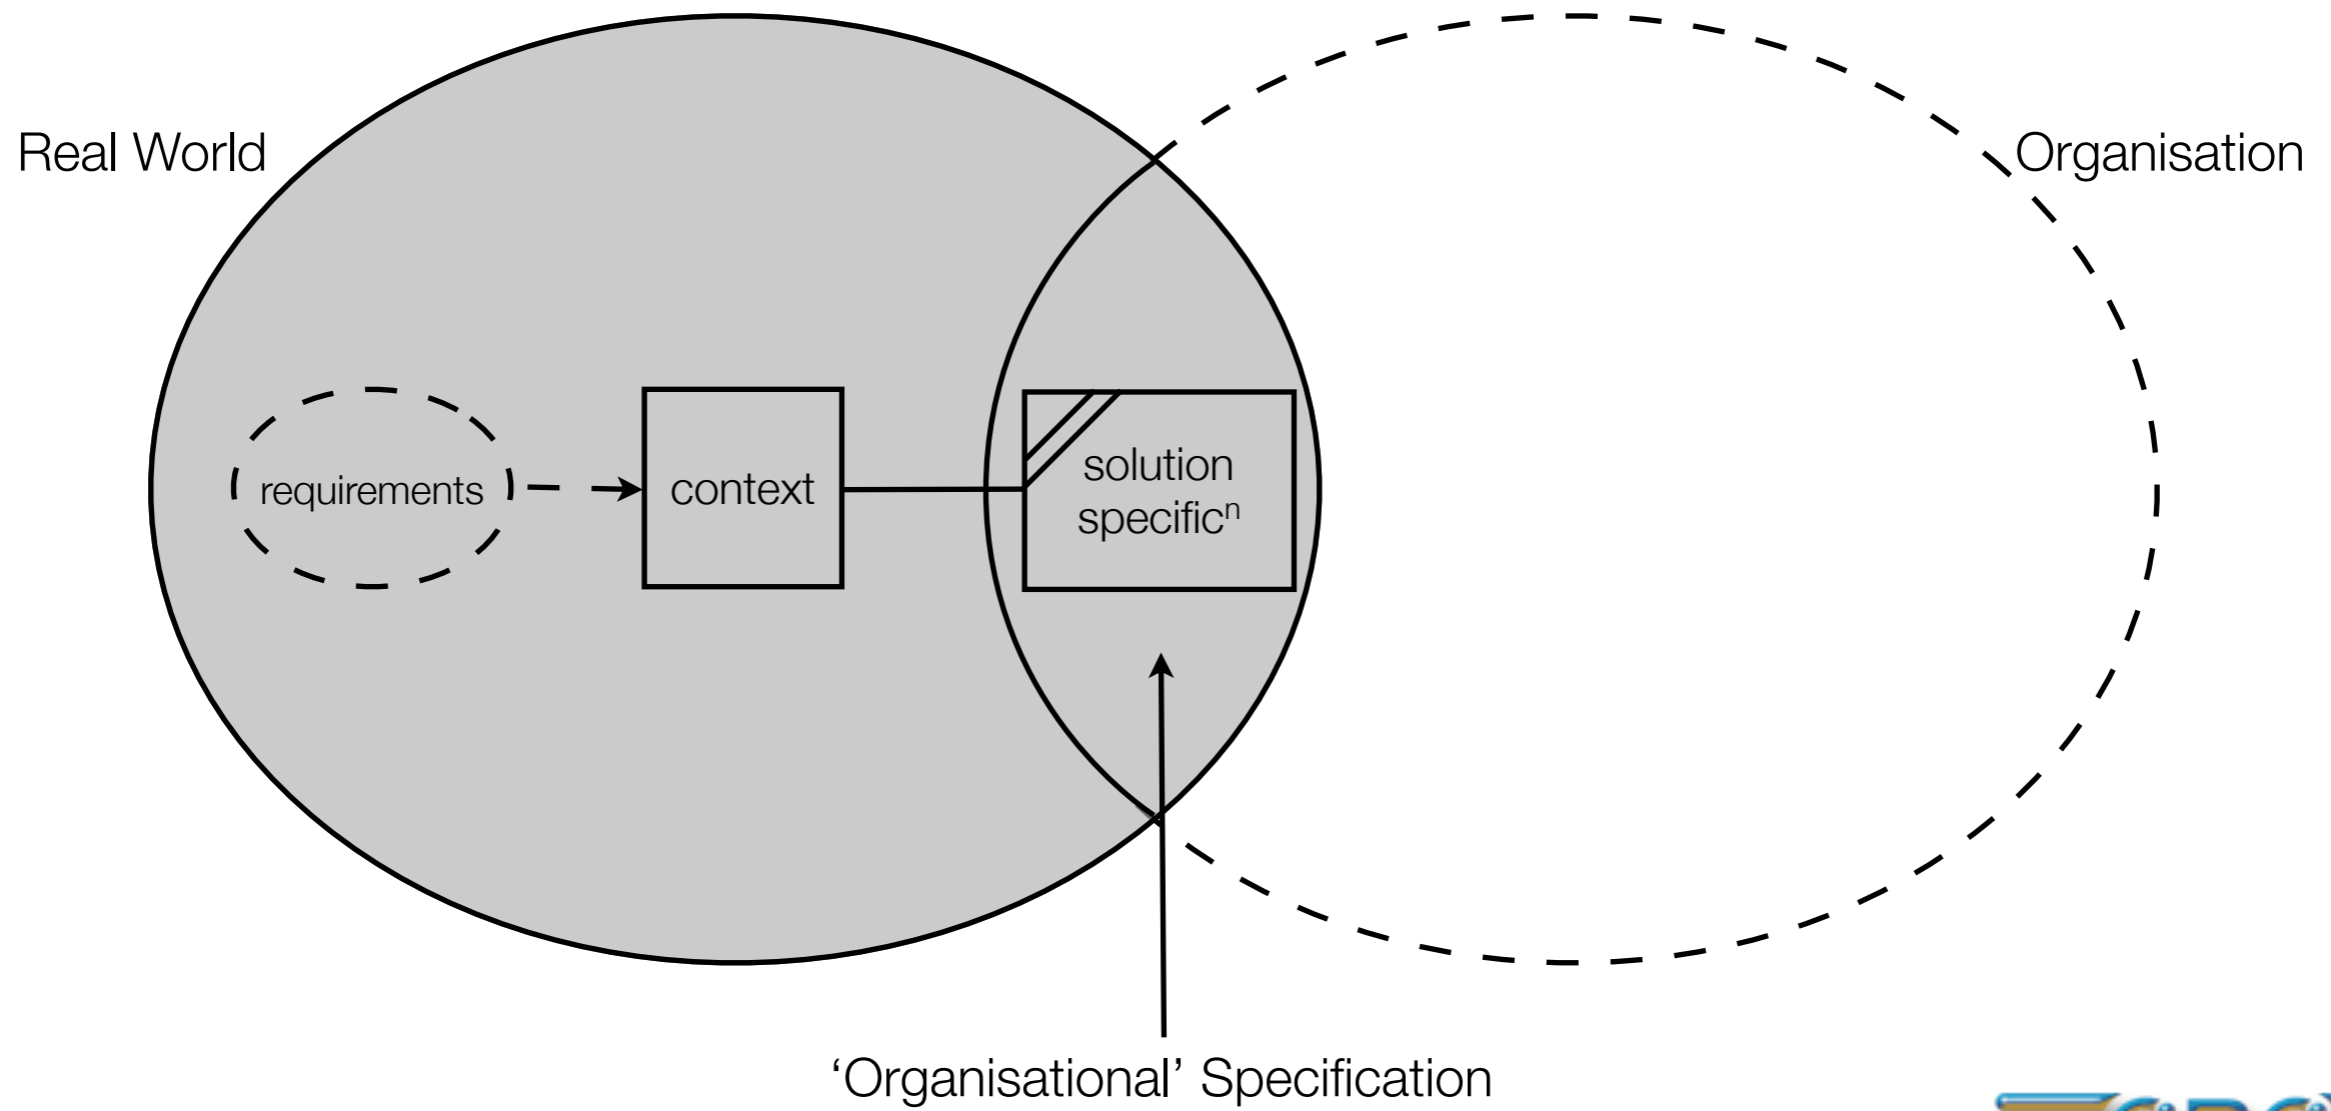 Real World
Organisation
requirements
context
solution
specificⁿ
‘Organisational’ Specification